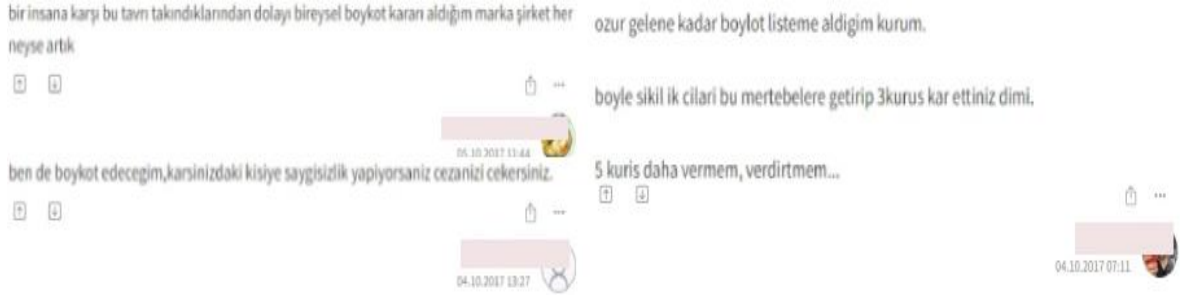 bir insana karşı bu tavrı takındıklarından dolayı bireysel boykot kararı aldığım marka şirket her
neyse artık
05.10.2017 11:44
ben de boykot edecegim,karsinizdaki kisiye saygisizlik yapiyorsaniz cezanizi cekersiniz.
04.10.2017 13:27
ozur gelene kadar boylot listeme aldigim kurum.
boyle sikil ik cilari bu mertebelere getirip 3kurus kar ettiniz dimi.
5 kuris daha vermem, verdirtmem...
04.10.2017 07:11